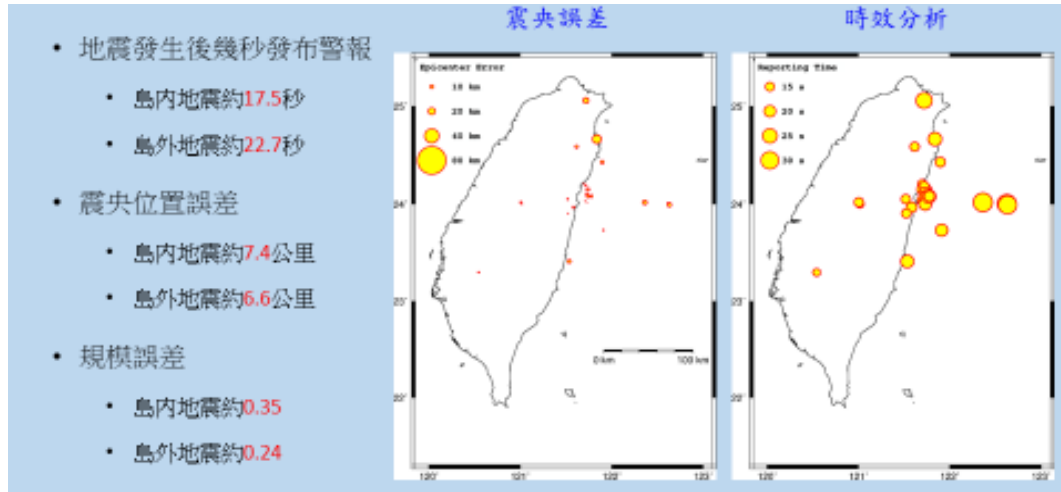 • 地震發生後幾秒發布警報
• 島內地震約17.5秒
• 島外地震約22.7秒
• 震央位置誤差
• 島內地震約7.4公里
• 島外地震約6.6公里
• 規模誤差
• 島內地震約0.35
• 島外地震約0.24
震央誤差
Epicenter Error
10 km
20 km
40 km
80 km
25°
24°
23°
22°
0 km 100 km
120° 121° 122° 123°
時效分析
Reporting Time
15 s
20 s
25 s
30 s
25°
24°
23°
22°
120° 121° 122° 123°